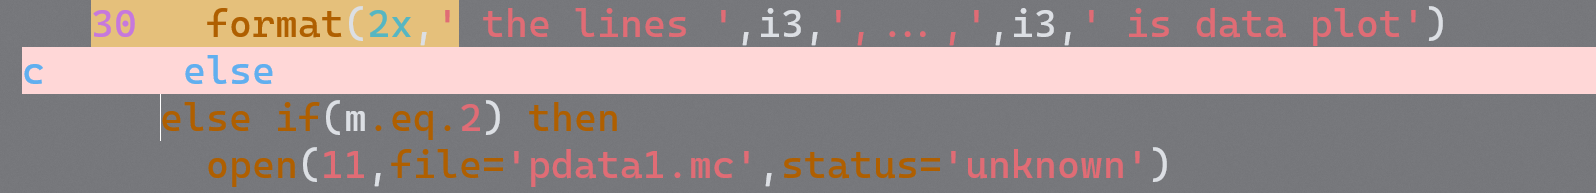 30   format(2x,' the lines ',i3,',...,',i3,' is data plot')
c      else
else if(m.eq.2) then
open(11,file='pdata1.mc',status='unknown')